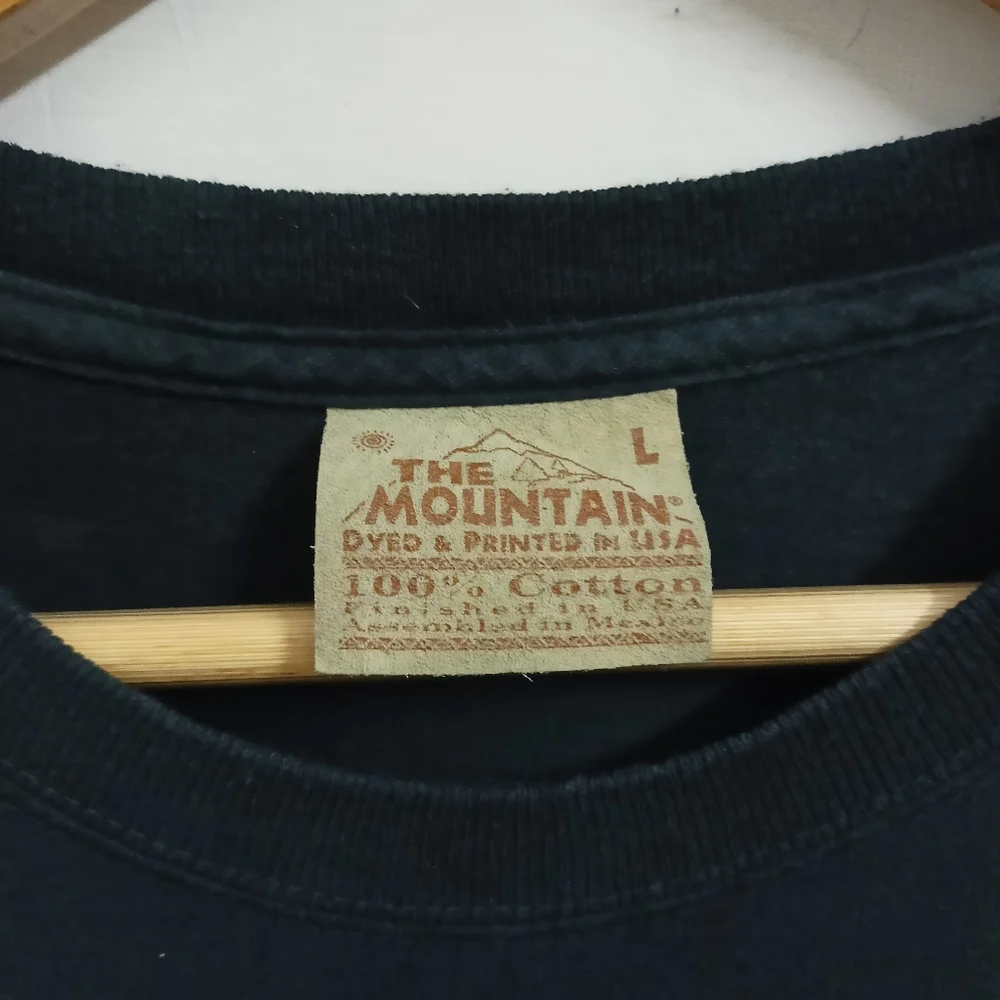 L
THE
MOUNTAIN®
DYED & PRINTED IN USA
100% Cotton
Finished in USA
Assembled in Mexico